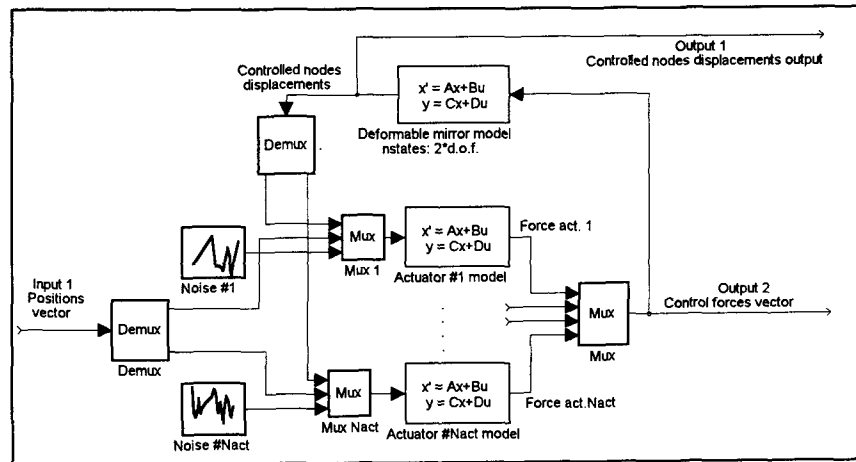 Output 1
Controlled nodes displacements output
Controlled nodes
displacements
x' = Ax+Bu
y = Cx+Du
Deformable mirror model
nstates: 2*d.o.f.
Demux
Mux
Mux 1
x' = Ax+Bu
y = Cx+Du
Actuator #1 model
Force act. 1
Noise #1
Input 1
Positions
vector
Demux
Demux
Mux
Mux
Output 2
Control forces vector
Mux
Mux Nact
x' = Ax+Bu
y = Cx+Du
Actuator #Nact model
Force act.Nact
Noise #Nact